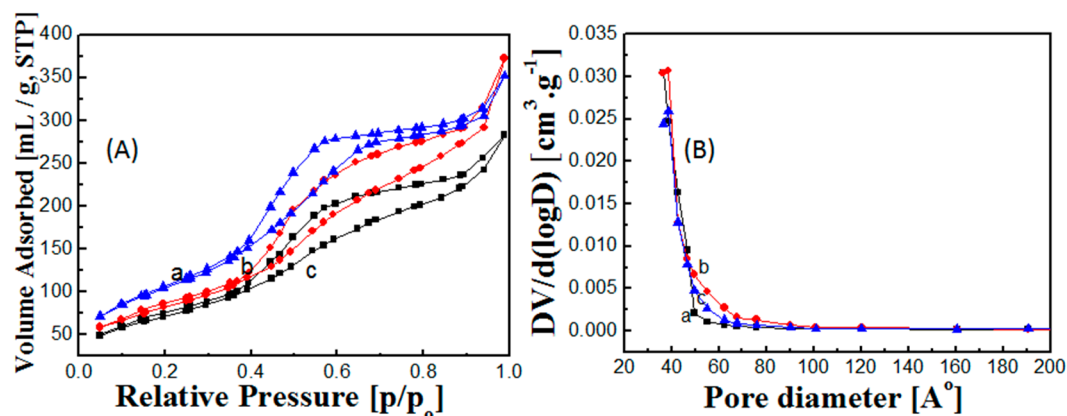 400
350
300
250
200
150
100
50
Volume Adsorbed [mL / g, STP]
(A)
a
b
c
0.0 0.2 0.4 0.6 0.8 1.0
Relative Pressure [p/p₀]
0.035
0.030
0.025
0.020
0.015
0.010
0.005
0.000
DV/d(logD) [cm³.g⁻¹]
(B)
b
c
a
20 40 60 80 100 120 140 160 180 200
Pore diameter [A°]